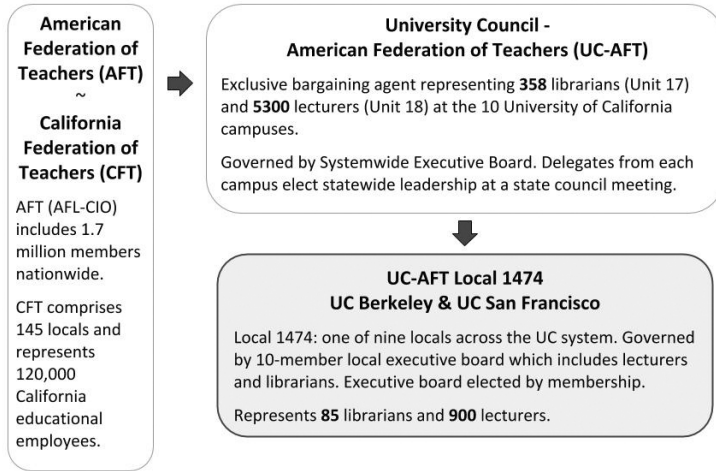 American
Federation of
Teachers (AFT)
~
California
Federation of
Teachers (CFT)
AFT (AFL-CIO)
includes 1.7
million members
nationwide.
CFT comprises
145 locals and
represents
120,000
California
educational
employees.
University Council -
American Federation of Teachers (UC-AFT)
Exclusive bargaining agent representing 358 librarians (Unit 17)
and 5300 lecturers (Unit 18) at the 10 University of California
campuses.
Governed by Systemwide Executive Board. Delegates from each
campus elect statewide leadership at a state council meeting.
UC-AFT Local 1474
UC Berkeley & UC San Francisco
Local 1474: one of nine locals across the UC system. Governed
by 10-member local executive board which includes lecturers
and librarians. Executive board elected by membership.
Represents 85 librarians and 900 lecturers.